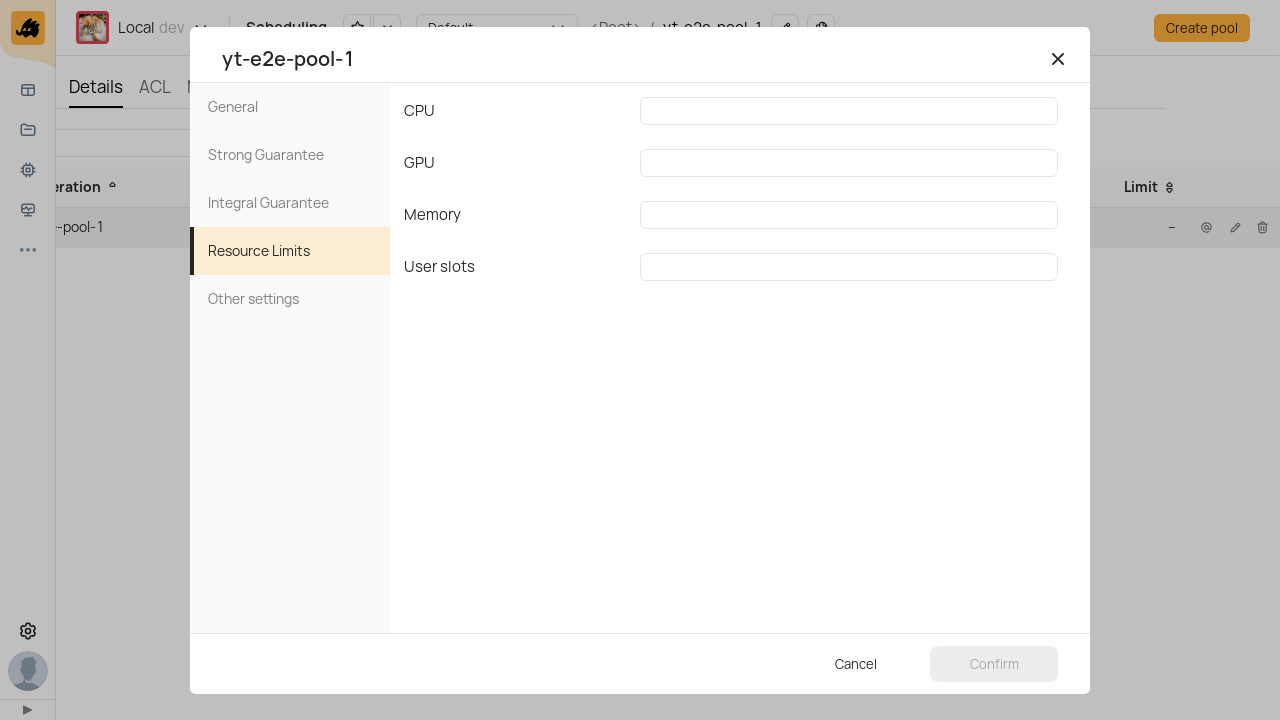 Local dev
Scheduling
Default
<Root> / yt-e2e-pool-1
Create pool
yt-e2e-pool-1
Details
ACL
General
CPU
Strong Guarantee
GPU
Integral Guarantee
Memory
Resource Limits
User slots
Other settings
Limit
-pool-1
–
Cancel
Confirm